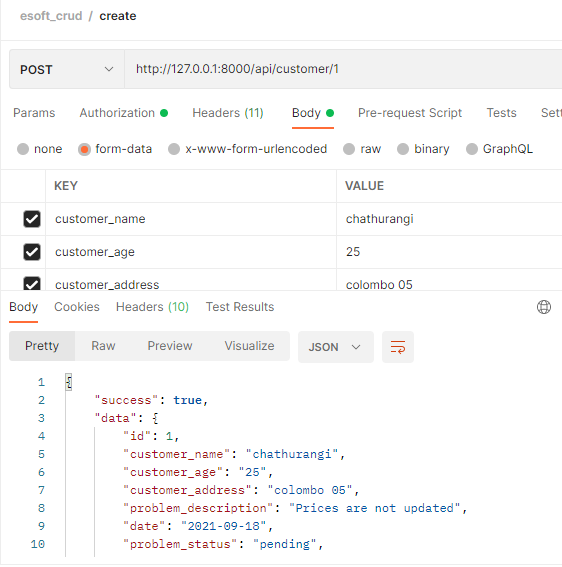 esoft_crud / create
POST http://127.0.0.1:8000/api/customer/1
Params Authorization Headers (11) Body Pre-request Script Tests Sett
none form-data x-www-form-urlencoded raw binary GraphQL
KEY VALUE
customer_name chathurangi
customer_age 25
customer_address colombo 05
Body Cookies Headers (10) Test Results
Pretty Raw Preview Visualize JSON
1 {
2 "success": true,
3 "data": {
4 "id": 1,
5 "customer_name": "chathurangi",
6 "customer_age": "25",
7 "customer_address": "colombo 05",
8 "problem_description": "Prices are not updated",
9 "date": "2021-09-18",
10 "problem_status": "pending",